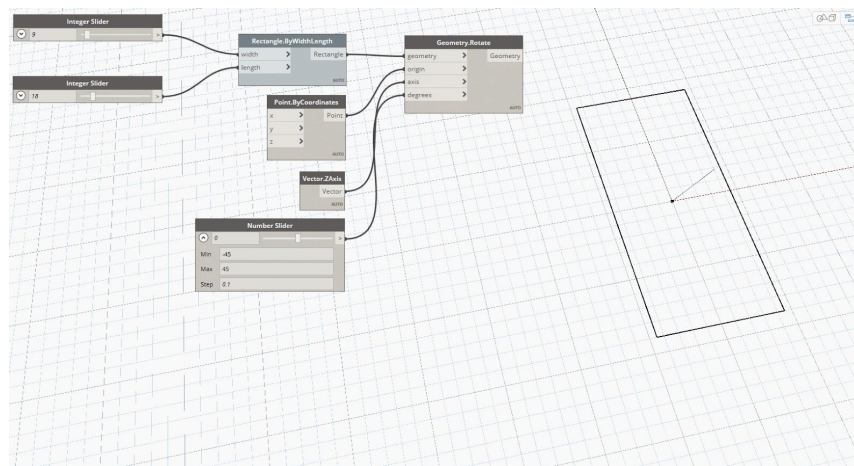 Integer Slider
9 >
Integer Slider
18 >
Rectangle.ByWidthLength
width > Rectangle
length >
AUTO
Point.ByCoordinates
x > Point
y >
z >
AUTO
Vector.ZAxis
Vector
AUTO
Number Slider
0 >
Min -45
Max 45
Step 0.1
Geometry.Rotate
geometry > Geometry
origin >
axis >
degrees >
AUTO